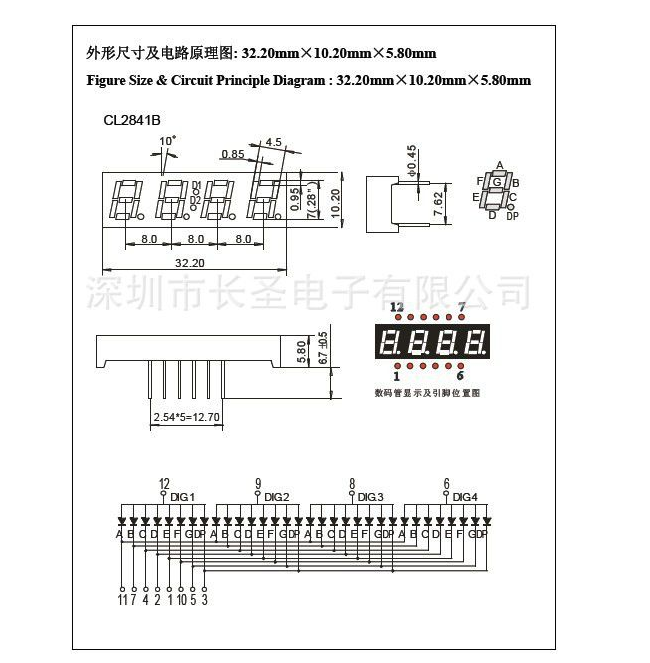 外形尺寸及电路原理图: 32.20mm×10.20mm×5.80mm
Figure Size & Circuit Principle Diagram : 32.20mm×10.20mm×5.80mm
CL2841B
10°
0.85
4.5
D1
D2
0.95
7(.28")
10.20
8.0 8.0 8.0
32.20
ϕ0.45
7.62
A
F G B
E C
D DP
深圳市长圣电子有限公司
12 7
8.8.8.8.
1 6
数码管显示及引脚位置图
5.80
6.7 ±0.5
2.54*5=12.70
12 9 8 6
DIG1 DIG2 DIG3 DIG4
A B C D E F G DP A B C D E F G DP A B C D E F G DP A B C D E F G DP
11 7 4 2 1 10 5 3